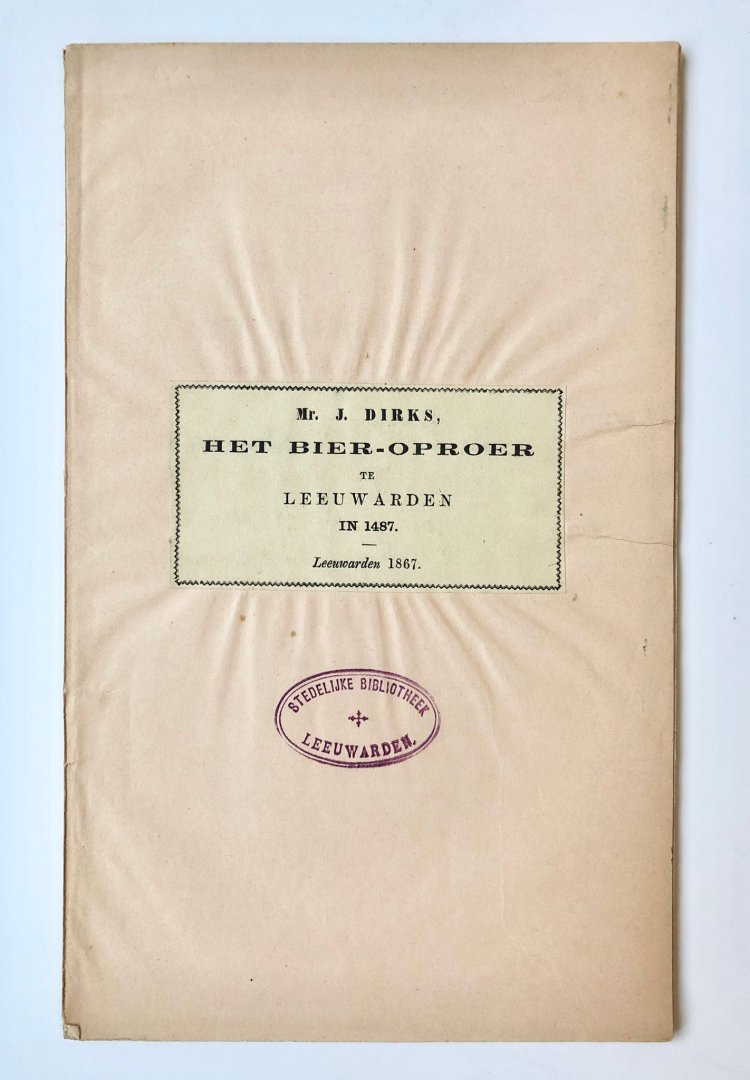 Mr. J. DIRKS,
HET BIER-OPROER
TE
LEEUWARDEN
IN 1487.
Leeuwarden 1867.
STEDELIJKE BIBLIOTHEEK
LEEUWARDEN.